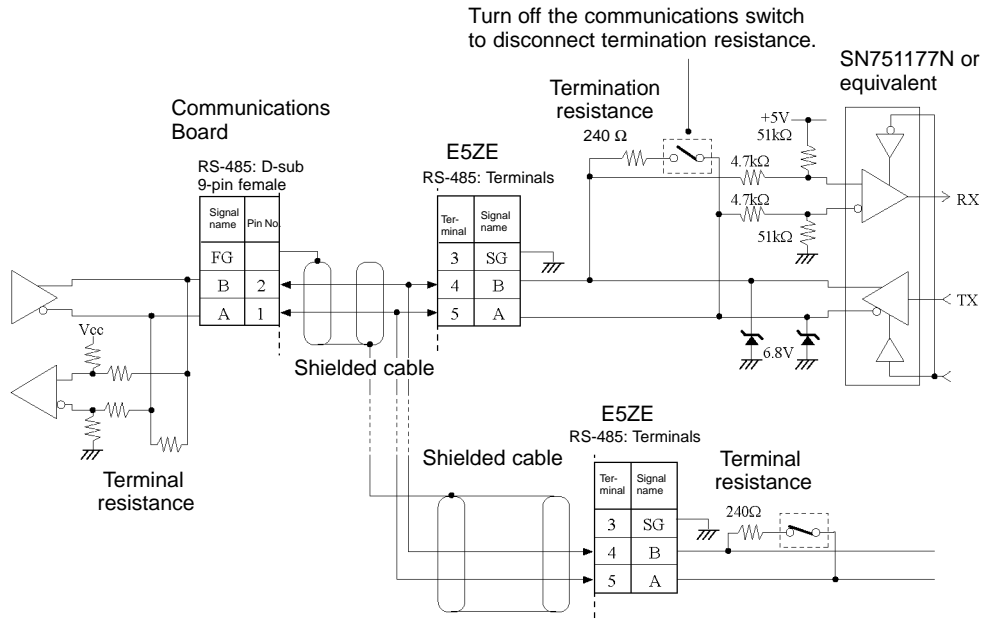 Turn off the communications switch
to disconnect termination resistance.
SN751177N or
equivalent
Termination
resistance
240 Ω
+5V
51kΩ
4.7kΩ
4.7kΩ
51kΩ
RX
TX
6.8V
Communications
Board
RS-485: D-sub
9-pin female
Signal
name
Pin No.
FG
B 2
A 1
Vcc
Terminal
resistance
Shielded cable
E5ZE
RS-485: Terminals
Ter-
minal
Signal
name
3 SG
4 B
5 A
Shielded cable
E5ZE
RS-485: Terminals
Ter-
minal
Signal
name
3 SG
4 B
5 A
Terminal
resistance
240Ω